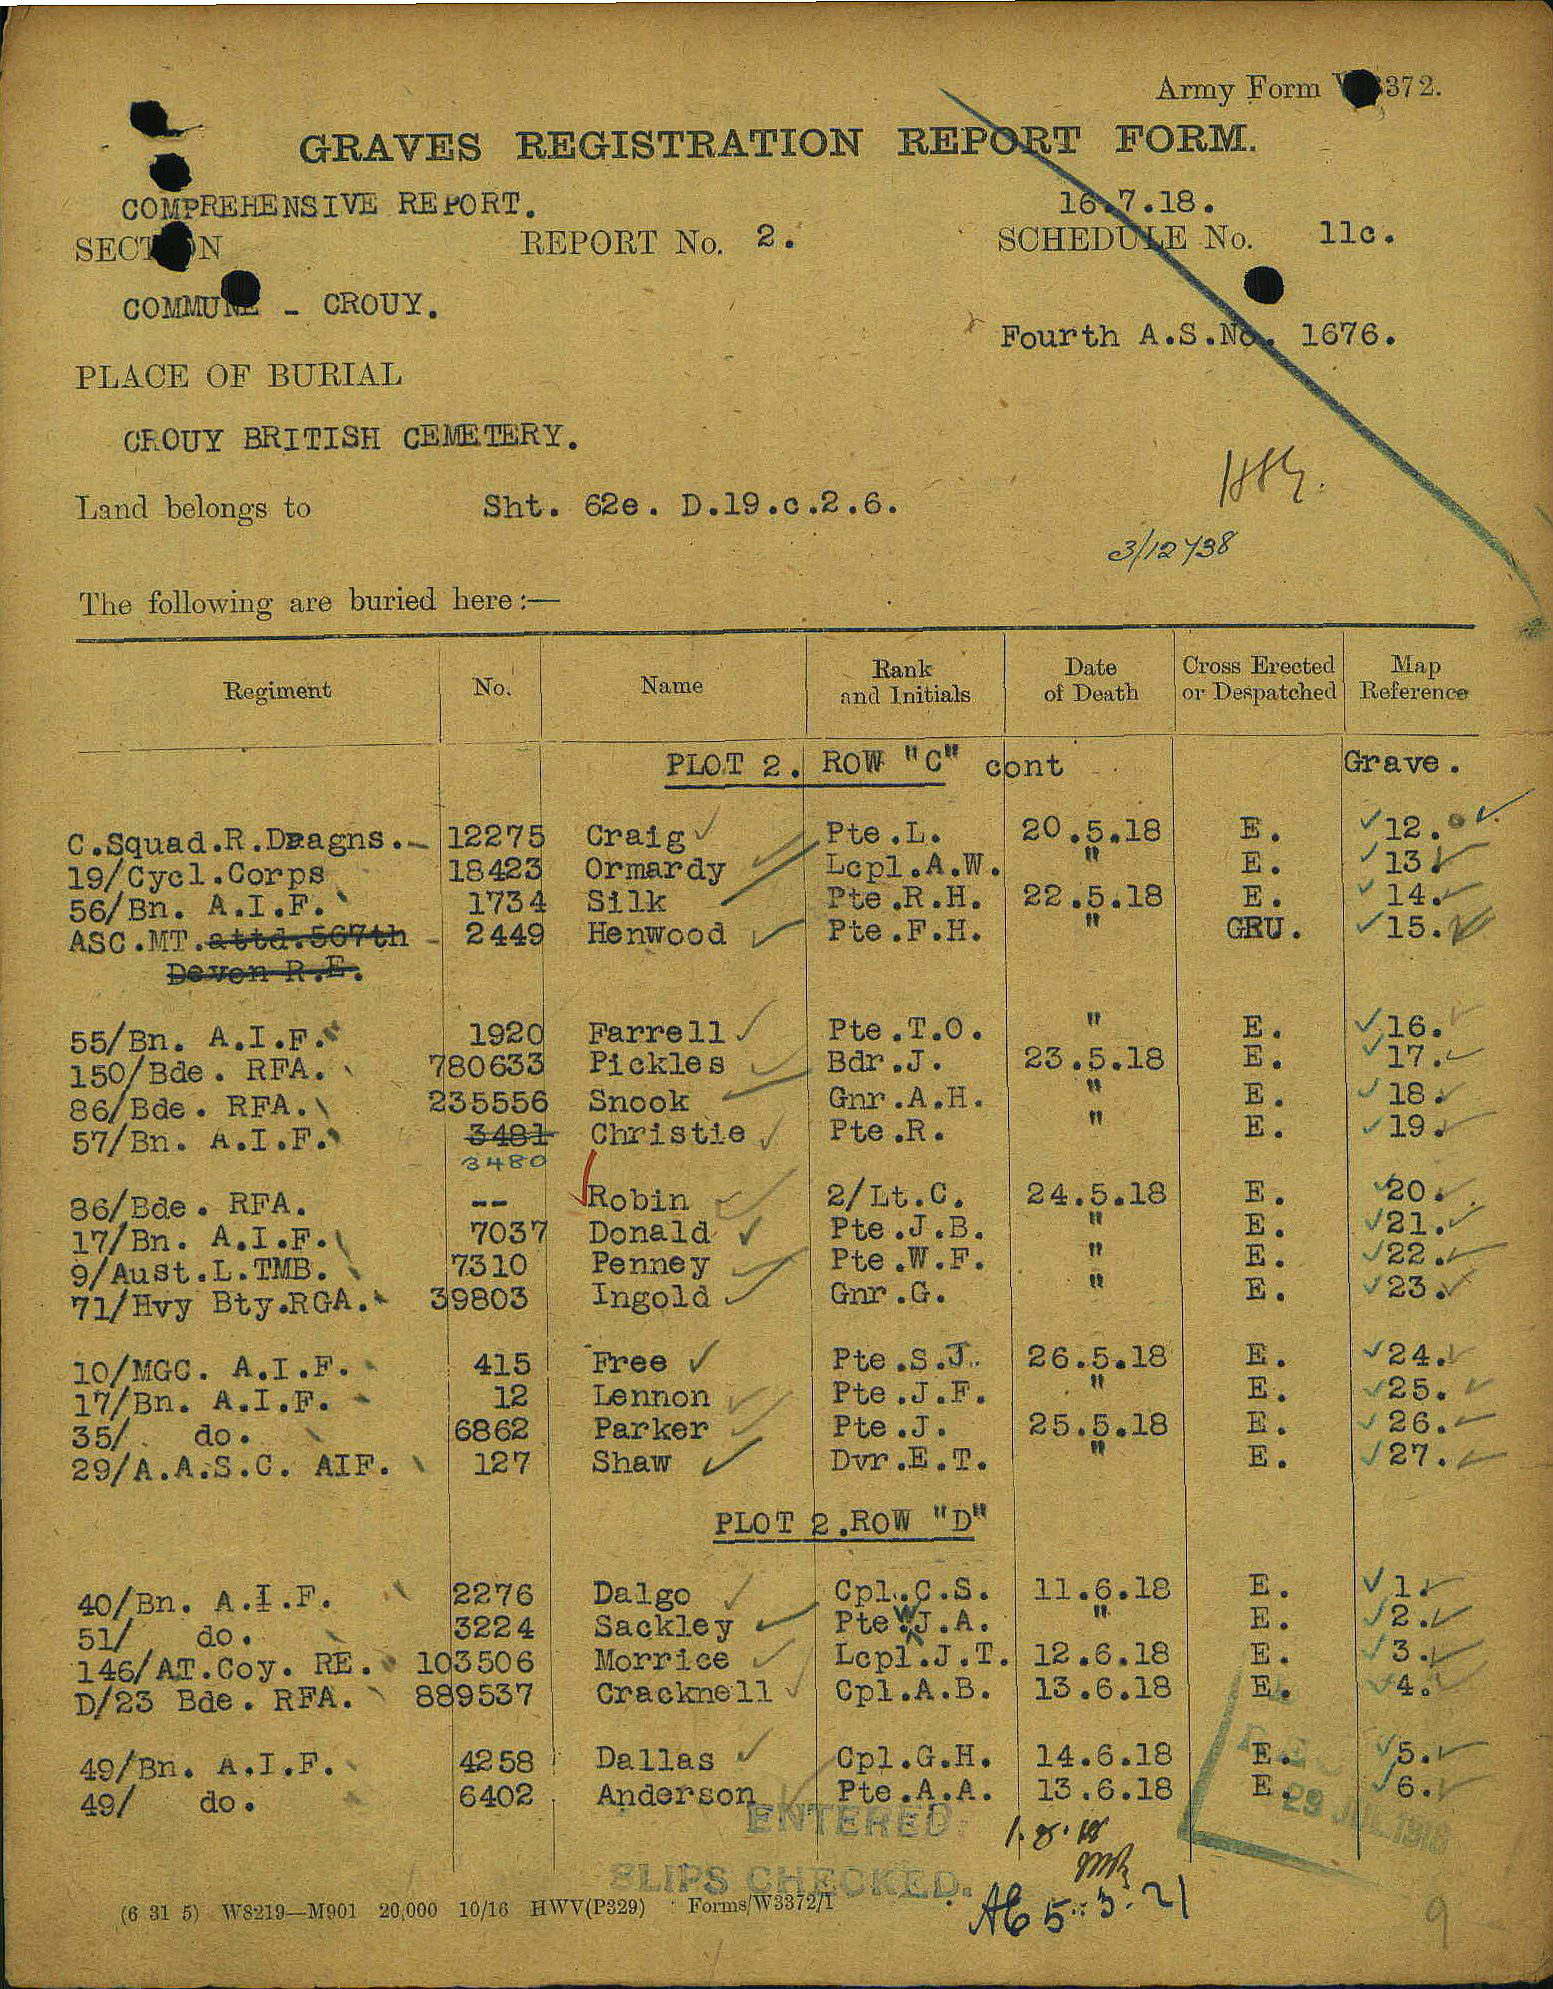 Army Form W3372.
GRAVES REGISTRATION REPORT FORM.
COMPREHENSIVE REPORT. 16.7.18.
SECTION REPORT No. 2. SCHEDULE No. 11c.
COMMUNE - CROUY.
Fourth A.S.No. 1676.
PLACE OF BURIAL
CROUY BRITISH CEMETERY.
Land belongs to Sht. 62e. D.19.c.2.6.
3/12738
The following are buried here:—
Regiment No. Name Rank and Initials Date of Death Cross Erected or Despatched Map Reference
PLOT 2. ROW "C" cont Grave.
C.Squad.R.Dragns. 12275 Craig Pte.L. 20.5.18 E. 12.
19/Cycl.Corps 18423 Ormardy Lcpl.A.W. " E. 13.
56/Bn. A.I.F. 1734 Silk Pte.R.H. 22.5.18 E. 14.
ASC.MT.attd.567th 2449 Henwood Pte.F.H. " GRU. 15.
Devon R.E.
55/Bn. A.I.F. 1920 Farrell Pte.T.O. " E. 16.
150/Bde. RFA. 780633 Pickles Bdr.J. 23.5.18 E. 17.
86/Bde. RFA. 235556 Snook Gnr.A.H. " E. 18.
57/Bn. A.I.F. 3481 Christie Pte.R. " E. 19.
3480
86/Bde. RFA. -- Robin 2/Lt.C. 24.5.18 E. 20.
17/Bn. A.I.F. 7037 Donald Pte.J.B. " E. 21.
9/Aust.L.TMB. 7310 Penney Pte.W.F. " E. 22.
71/Hvy Bty.RGA. 39803 Ingold Gnr.G. " E. 23.
10/MGC. A.I.F. 415 Free Pte.S.J. 26.5.18 E. 24.
17/Bn. A.I.F. 12 Lennon Pte.J.F. " E. 25.
35/ do. 6862 Parker Pte.J. 25.5.18 E. 26.
29/A.A.S.C. AIF. 127 Shaw Dvr.E.T. " E. 27.
PLOT 2.ROW "D"
40/Bn. A.I.F. 2276 Dalgo Cpl.C.S. 11.6.18 E. 1.
51/ do. 3224 Sackley Pte.W.J.A. " E. 2.
146/AT.Coy. RE. 103506 Morrice Lcpl.J.T. 12.6.18 E. 3.
D/23 Bde. RFA. 889537 Cracknell Cpl.A.B. 13.6.18 E. 4.
49/Bn. A.I.F. 4258 Dallas Cpl.G.H. 14.6.18 E. 5.
49/ do. 6402 Anderson Pte.A.A. 13.6.18 E. 6.
29 JUL 1918
ENTERED. 1.8.18
SLIPS CHECKED.
(6 31 5) W8219—M901 20,000 10/16 HWV(P329) Forms/W3372/1 5.3.21
9